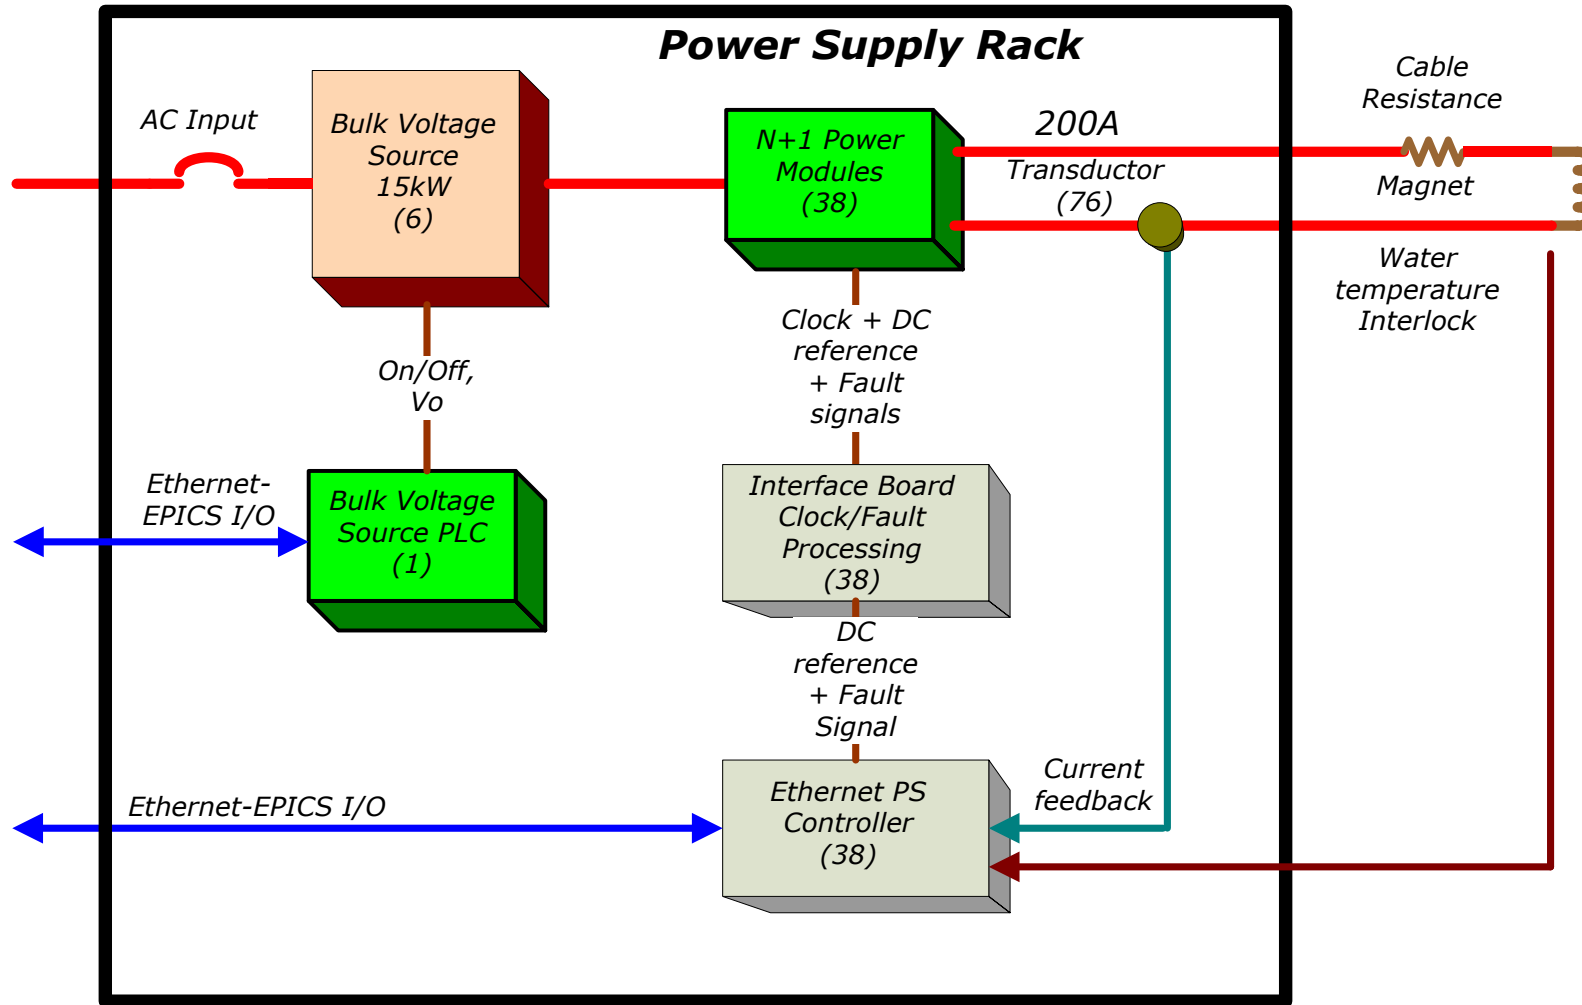 Power Supply Rack
AC Input
Bulk Voltage
Source
15kW
(6)
N+1 Power
Modules
(38)
200A
Transductor
(76)
Cable
Resistance
Magnet
Water
temperature
Interlock
On/Off,
Vo
Clock + DC
reference
+ Fault
signals
Ethernet-
EPICS I/O
Bulk Voltage
Source PLC
(1)
Interface Board
Clock/Fault
Processing
(38)
DC
reference
+ Fault
Signal
Ethernet-EPICS I/O
Ethernet PS
Controller
(38)
Current
feedback